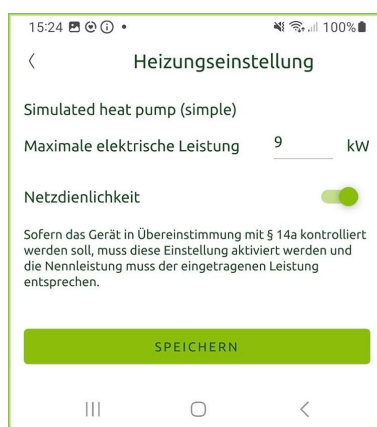 15:24
100%
Heizungseinstellung
Simulated heat pump (simple)
Maximale elektrische Leistung 9 kW
Netzdienlichkeit
Sofern das Gerät in Übereinstimmung mit § 14a kontrolliert
werden soll, muss diese Einstellung aktiviert werden und
die Nennleistung muss der eingetragenen Leistung
entsprechen.
SPEICHERN